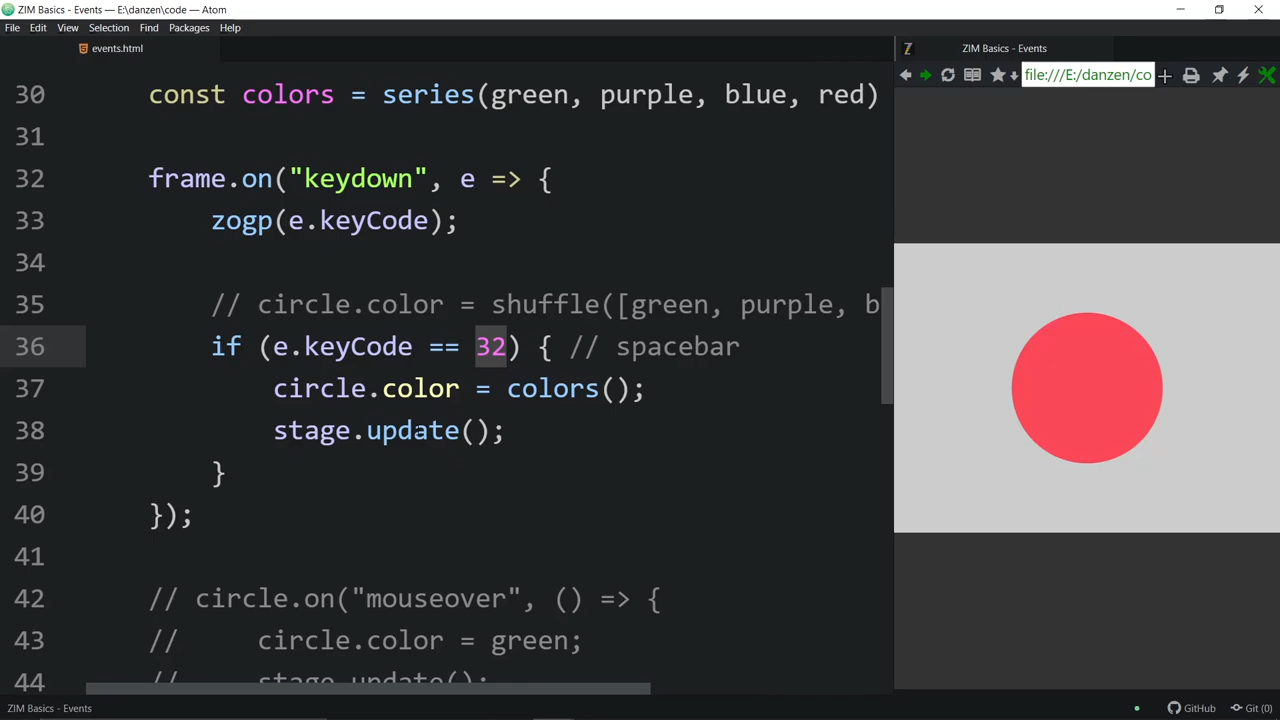 ZIM Basics - Events — E:\danzen\code — Atom
File Edit View Selection Find Packages Help
events.html
ZIM Basics - Events
file:///E:/danzen/co
30 const colors = series(green, purple, blue, red)
31
32 frame.on("keydown", e => {
33 zogp(e.keyCode);
34
35 // circle.color = shuffle([green, purple, b
36 if (e.keyCode == 32) { // spacebar
37 circle.color = colors();
38 stage.update();
39 }
40 });
41
42 // circle.on("mouseover", () => {
43 // circle.color = green;
44 // stage.update();
ZIM Basics - Events
GitHub Git (0)